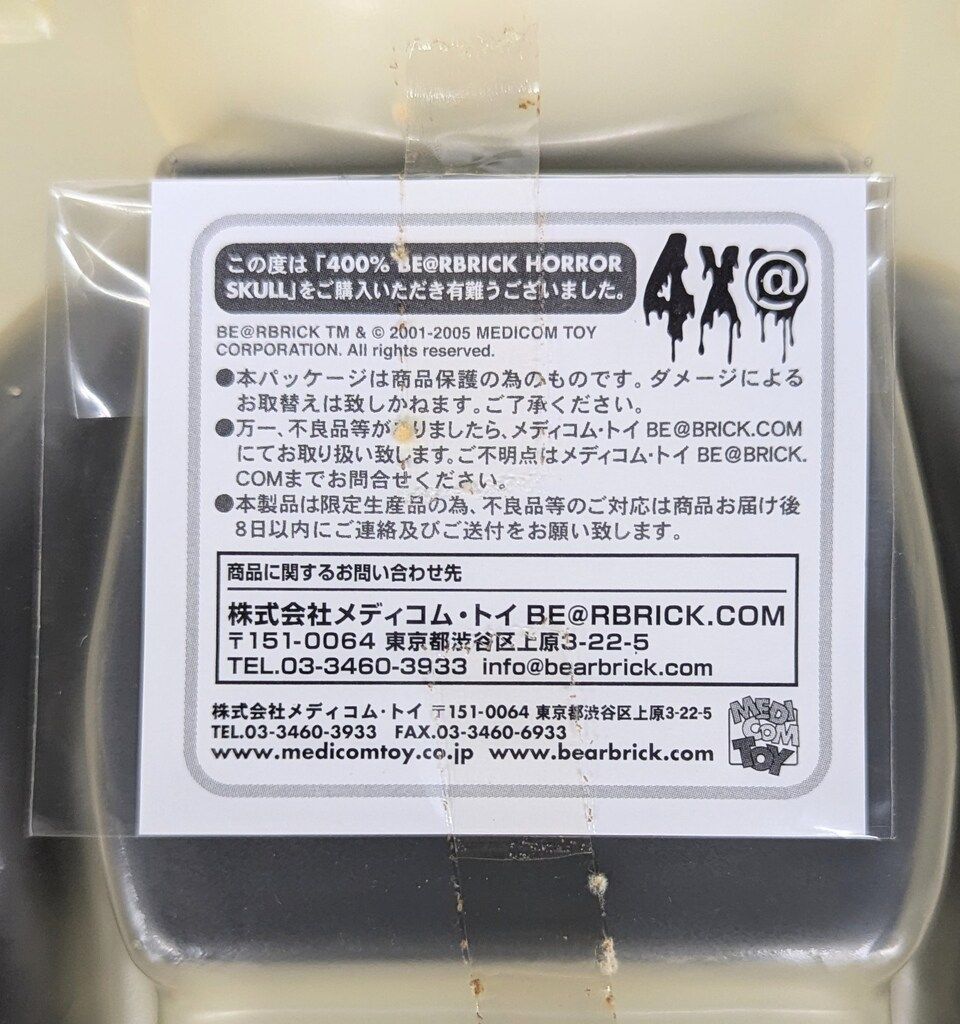 この度は「400% BE@RBRICK HORROR
SKULL」をご購入いただき有難うございました。
4X@
BE@RBRICK TM & © 2001-2005 MEDICOM TOY
CORPORATION. All rights reserved.
●本パッケージは商品保護の為のものです。ダメージによる
お取替えは致しかねます。ご了承ください。
●万一、不良品等がありましたら、メディコム・トイ BE@BRICK.COM
にてお取り扱い致します。ご不明点はメディコム・トイ BE@BRICK.
COMまでお問合せください。
●本製品は限定生産品の為、不良品等のご対応は商品お届け後
8日以内にご連絡及びご送付をお願い致します。
商品に関するお問い合わせ先
株式会社メディコム・トイ BE@RBRICK.COM
〒151-0064 東京都渋谷区上原3-22-5
TEL.03-3460-3933 info@bearbrick.com
株式会社メディコム・トイ 〒151-0064 東京都渋谷区上原3-22-5
TEL.03-3460-3933 FAX.03-3460-6933
www.medicomtoy.co.jp www.bearbrick.com
MEDI
COM
TOY